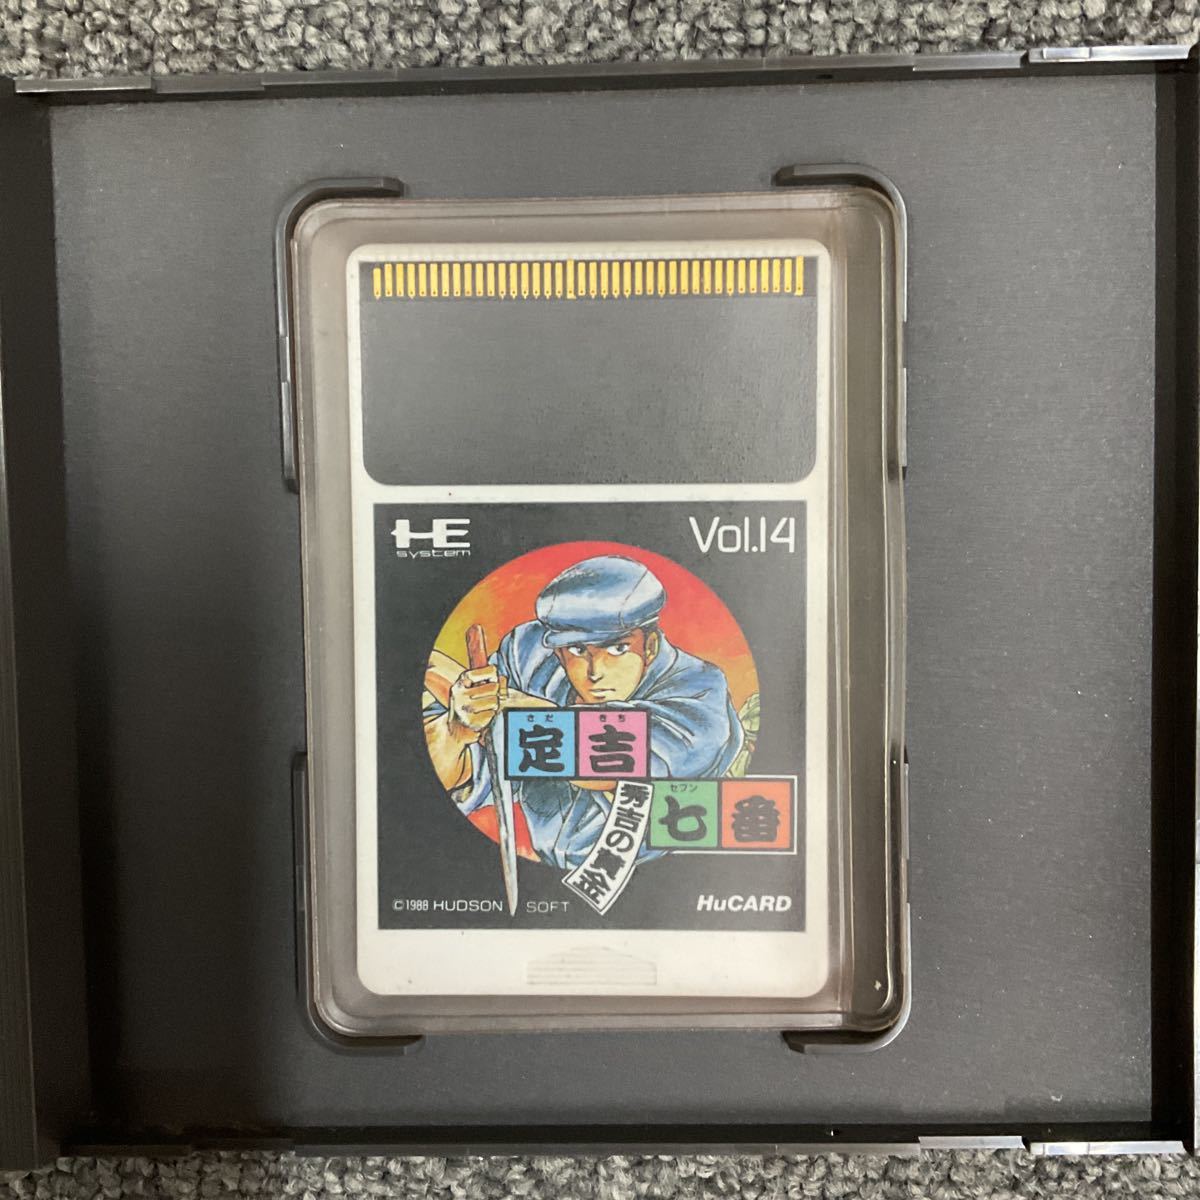 HE
system
Vol.14
さだ
きち
定吉
セブン
七番
秀吉の黄金
©1988 HUDSON SOFT
HuCARD